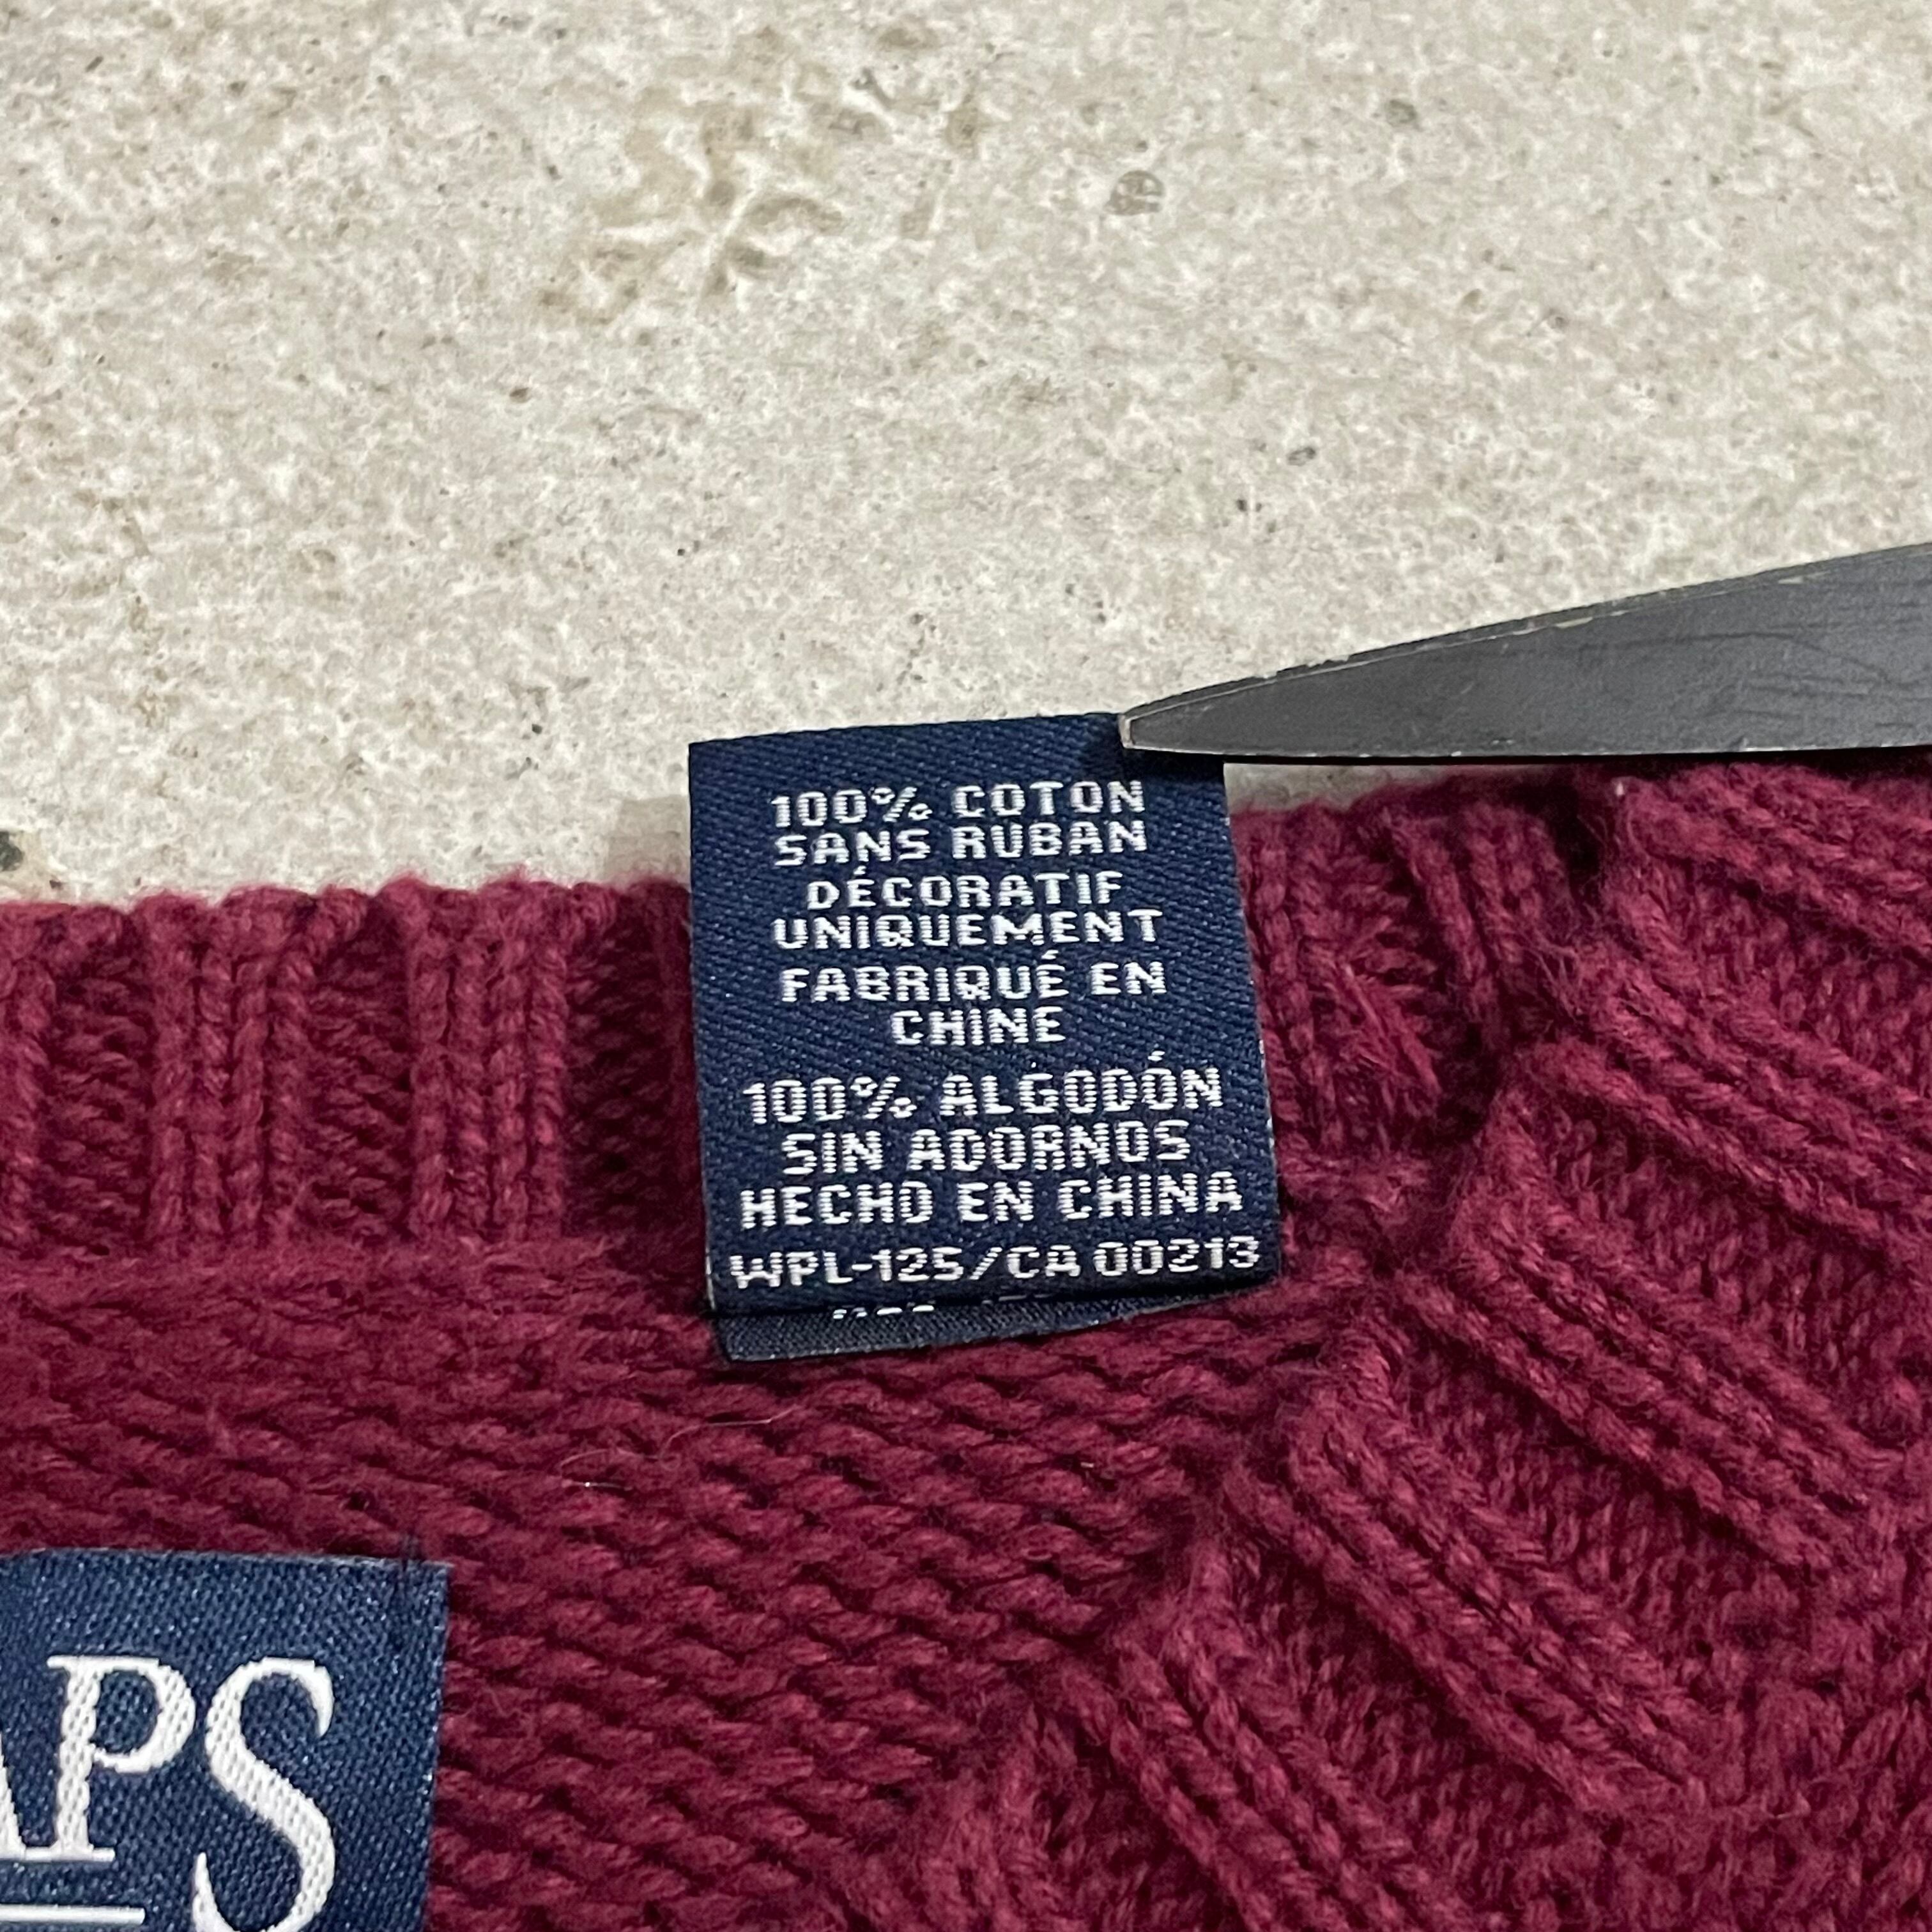 100% COTON
SANS RUBAN
DÉCORATIF
UNIQUEMENT
FABRIQUÉ EN
CHINE
100% ALGODÓN
SIN ADORNOS
HECHO EN CHINA
WPL-125/CA 00213
APS